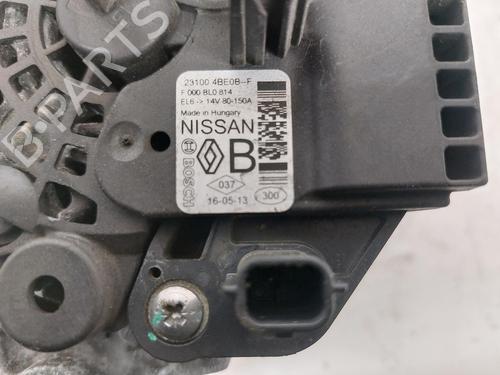 B-PARTS
23100 4BE0B--F
F 000 BL0 814
EL6 -> 14V 80-150A
Made in Hungary
NISSAN
B
BOSCH
037
16-05-13
300